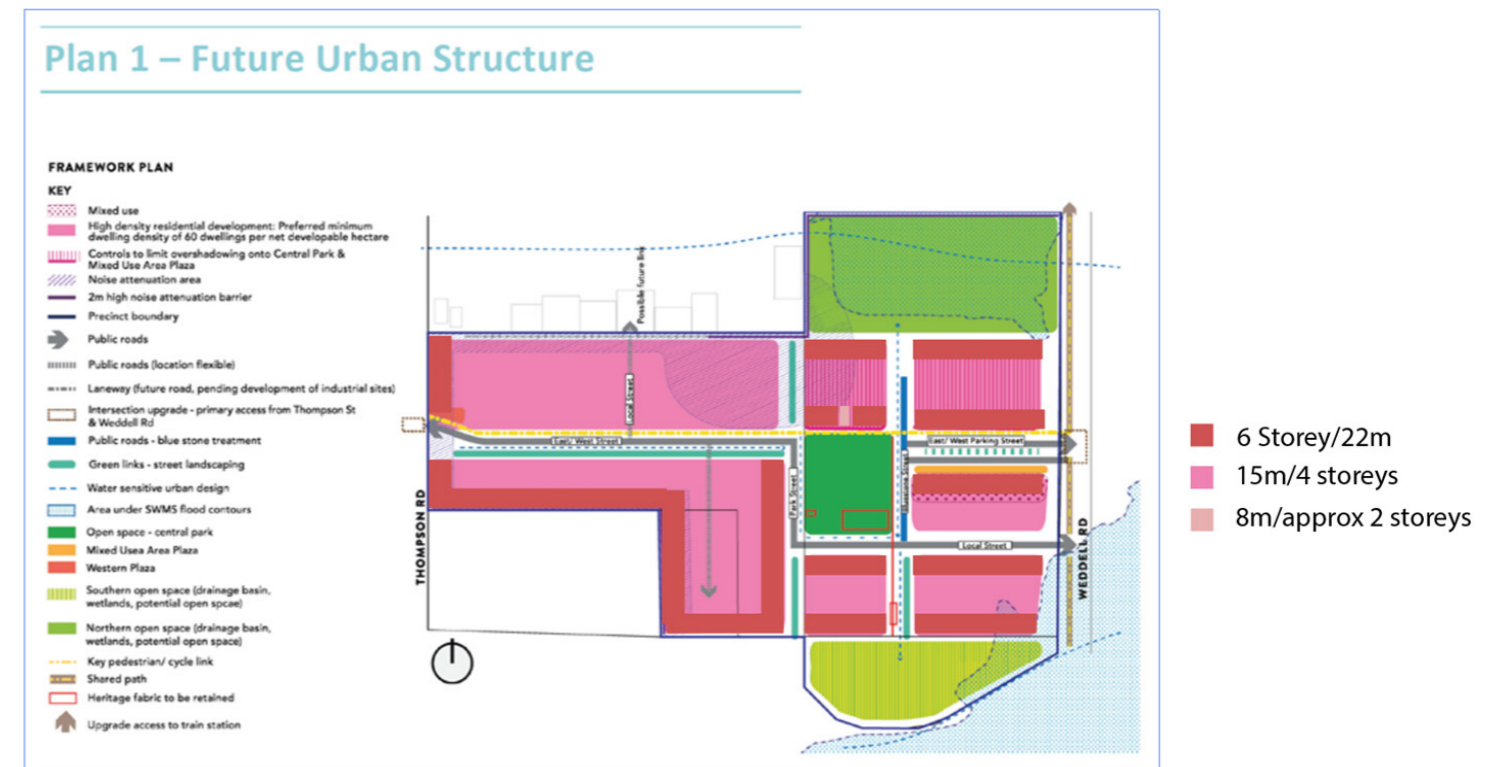 Plan 1 – Future Urban Structure
FRAMEWORK PLAN
KEY
Mixed use
High density residential development: Preferred minimum
dwelling density of 60 dwellings per net developable hectare
Controls to limit overshadowing onto Central Park &
Mixed Use Area Plaza
Noise attenuation area
2m high noise attenuation barrier
Precinct boundary
Public roads
Public roads (location flexible)
Laneway (future road, pending development of industrial sites)
Intersection upgrade - primary access from Thompson St
& Weddell Rd
Public roads - blue stone treatment
Green links - street landscaping
Water sensitive urban design
Area under SWMS flood contours
Open space - central park
Mixed Usea Area Plaza
Western Plaza
Southern open space (drainage basin,
wetlands, potential open spcae)
Northern open space (drainage basin,
wetlands, potential open space)
Key pedestrian/ cycle link
Shared path
Heritage fabric to be retained
Upgrade access to train station
Possible future link
Local Street
East/ West Street
East/ West Parking Street
Park Street
Bluestone Street
Local Street
THOMPSON RD
WEDDELL RD
6 Storey/22m
15m/4 storeys
8m/approx 2 storeys